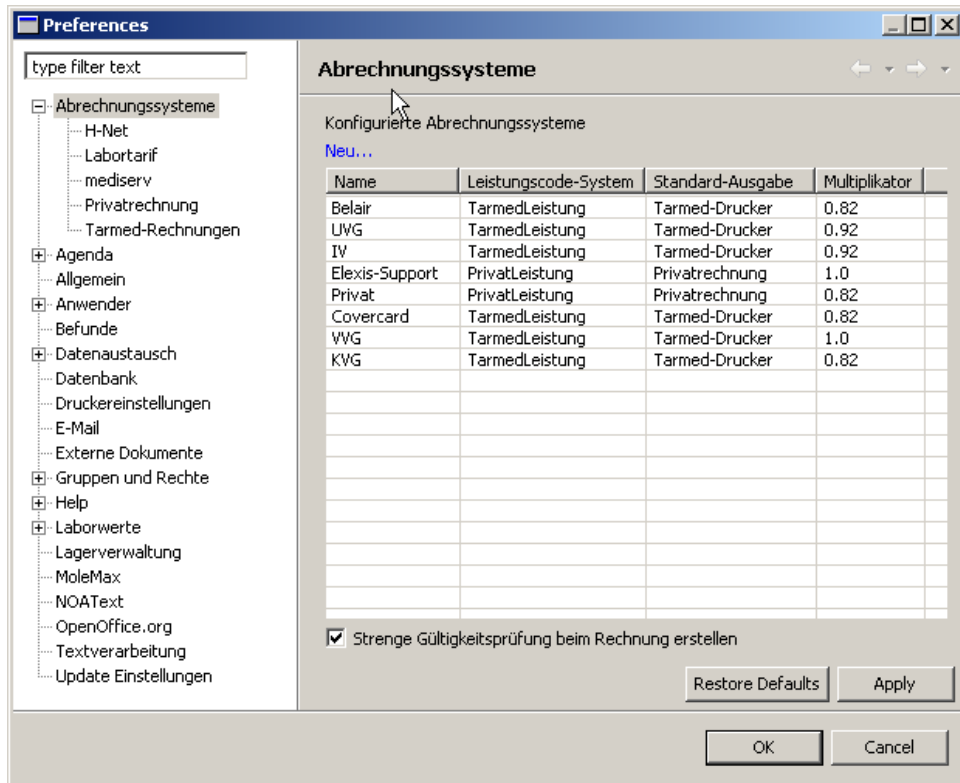 Preferences
type filter text
Abrechnungssysteme
H-Net
Labortarif
mediserv
Privatrechnung
Tarmed-Rechnungen
Agenda
Allgemein
Anwender
Befunde
Datenaustausch
Datenbank
Druckereinstellungen
E-Mail
Externe Dokumente
Gruppen und Rechte
Help
Laborwerte
Lagerverwaltung
MoleMax
NOAText
OpenOffice.org
Textverarbeitung
Update Einstellungen
Abrechnungssysteme
Konfigurierte Abrechnungssysteme
Neu...
Name Leistungscode-System Standard-Ausgabe Multiplikator
Belair TarmedLeistung Tarmed-Drucker 0.82
UVG TarmedLeistung Tarmed-Drucker 0.92
IV TarmedLeistung Tarmed-Drucker 0.92
Elexis-Support PrivatLeistung Privatrechnung 1.0
Privat PrivatLeistung Privatrechnung 0.82
Covercard TarmedLeistung Tarmed-Drucker 0.82
VVG TarmedLeistung Tarmed-Drucker 1.0
KVG TarmedLeistung Tarmed-Drucker 0.82
Strenge Gültigkeitsprüfung beim Rechnung erstellen
Restore Defaults Apply
OK Cancel